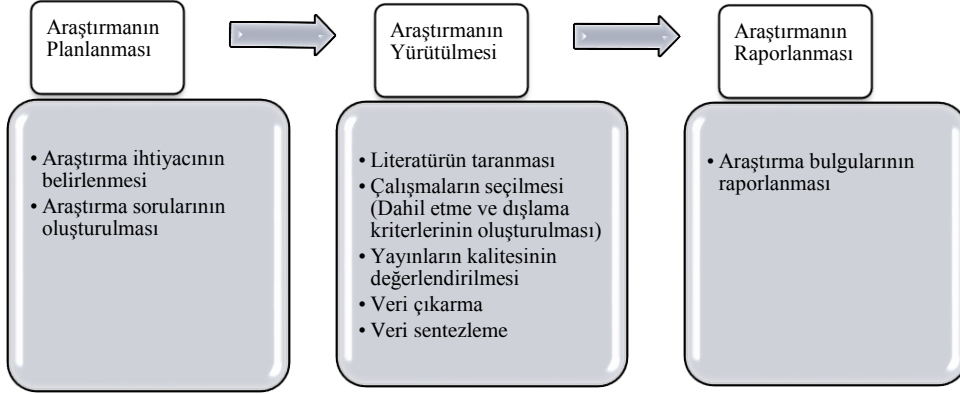 Araştırmanın
Planlanması
Araştırmanın
Yürütülmesi
Araştırmanın
Raporlanması
• Araştırma ihtiyacının
belirlenmesi
• Araştırma sorularının
oluşturulması
• Literatürün taranması
• Çalışmaların seçilmesi
(Dahil etme ve dışlama
kriterlerinin oluşturulması)
• Yayınların kalitesinin
değerlendirilmesi
• Veri çıkarma
• Veri sentezleme
• Araştırma bulgularının
raporlanması